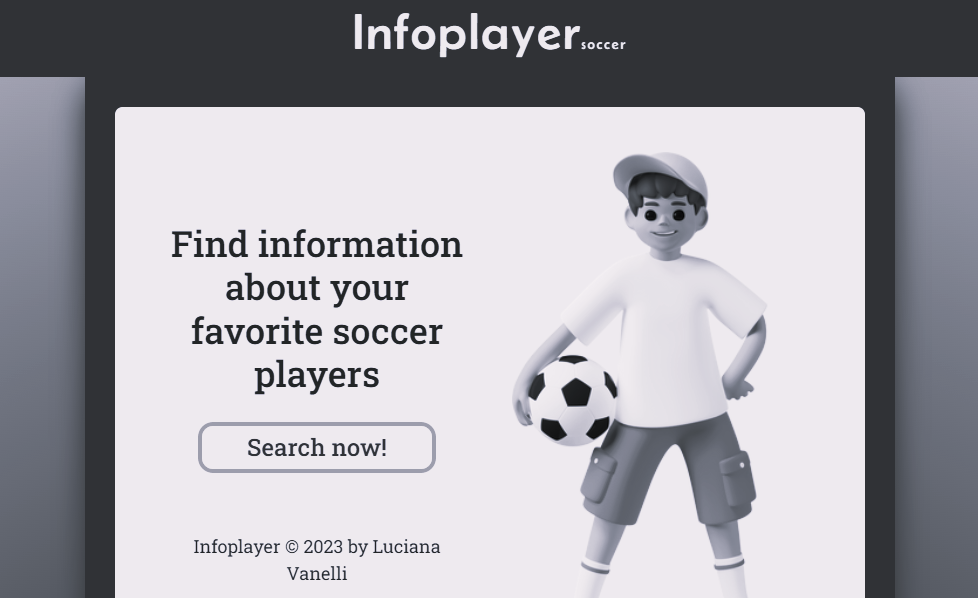 Infoplayer soccer
Find information
about your
favorite soccer
players
Search now!
Infoplayer © 2023 by Luciana
Vanelli